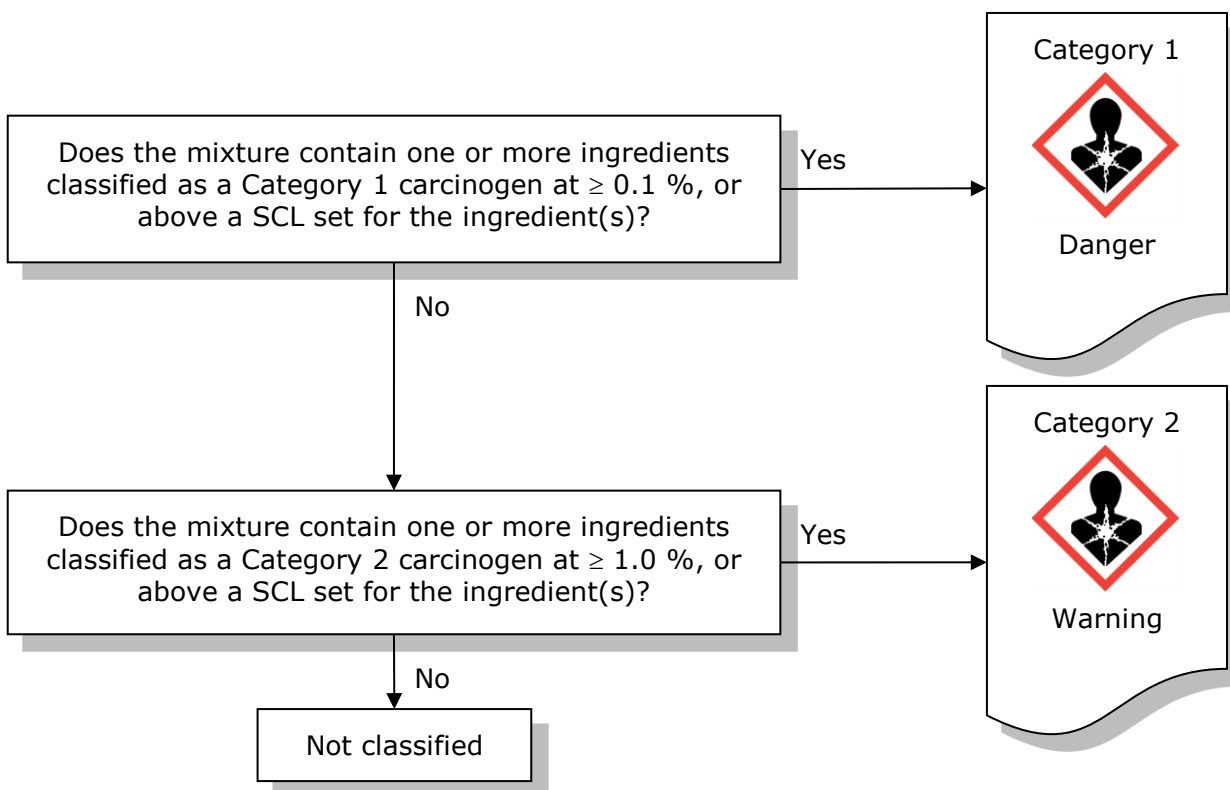 Category 1
Danger
Does the mixture contain one or more ingredients
classified as a Category 1 carcinogen at ≥ 0.1 %, or
above a SCL set for the ingredient(s)?
Yes
No
Category 2
Warning
Does the mixture contain one or more ingredients
classified as a Category 2 carcinogen at ≥ 1.0 %, or
above a SCL set for the ingredient(s)?
Yes
No
Not classified